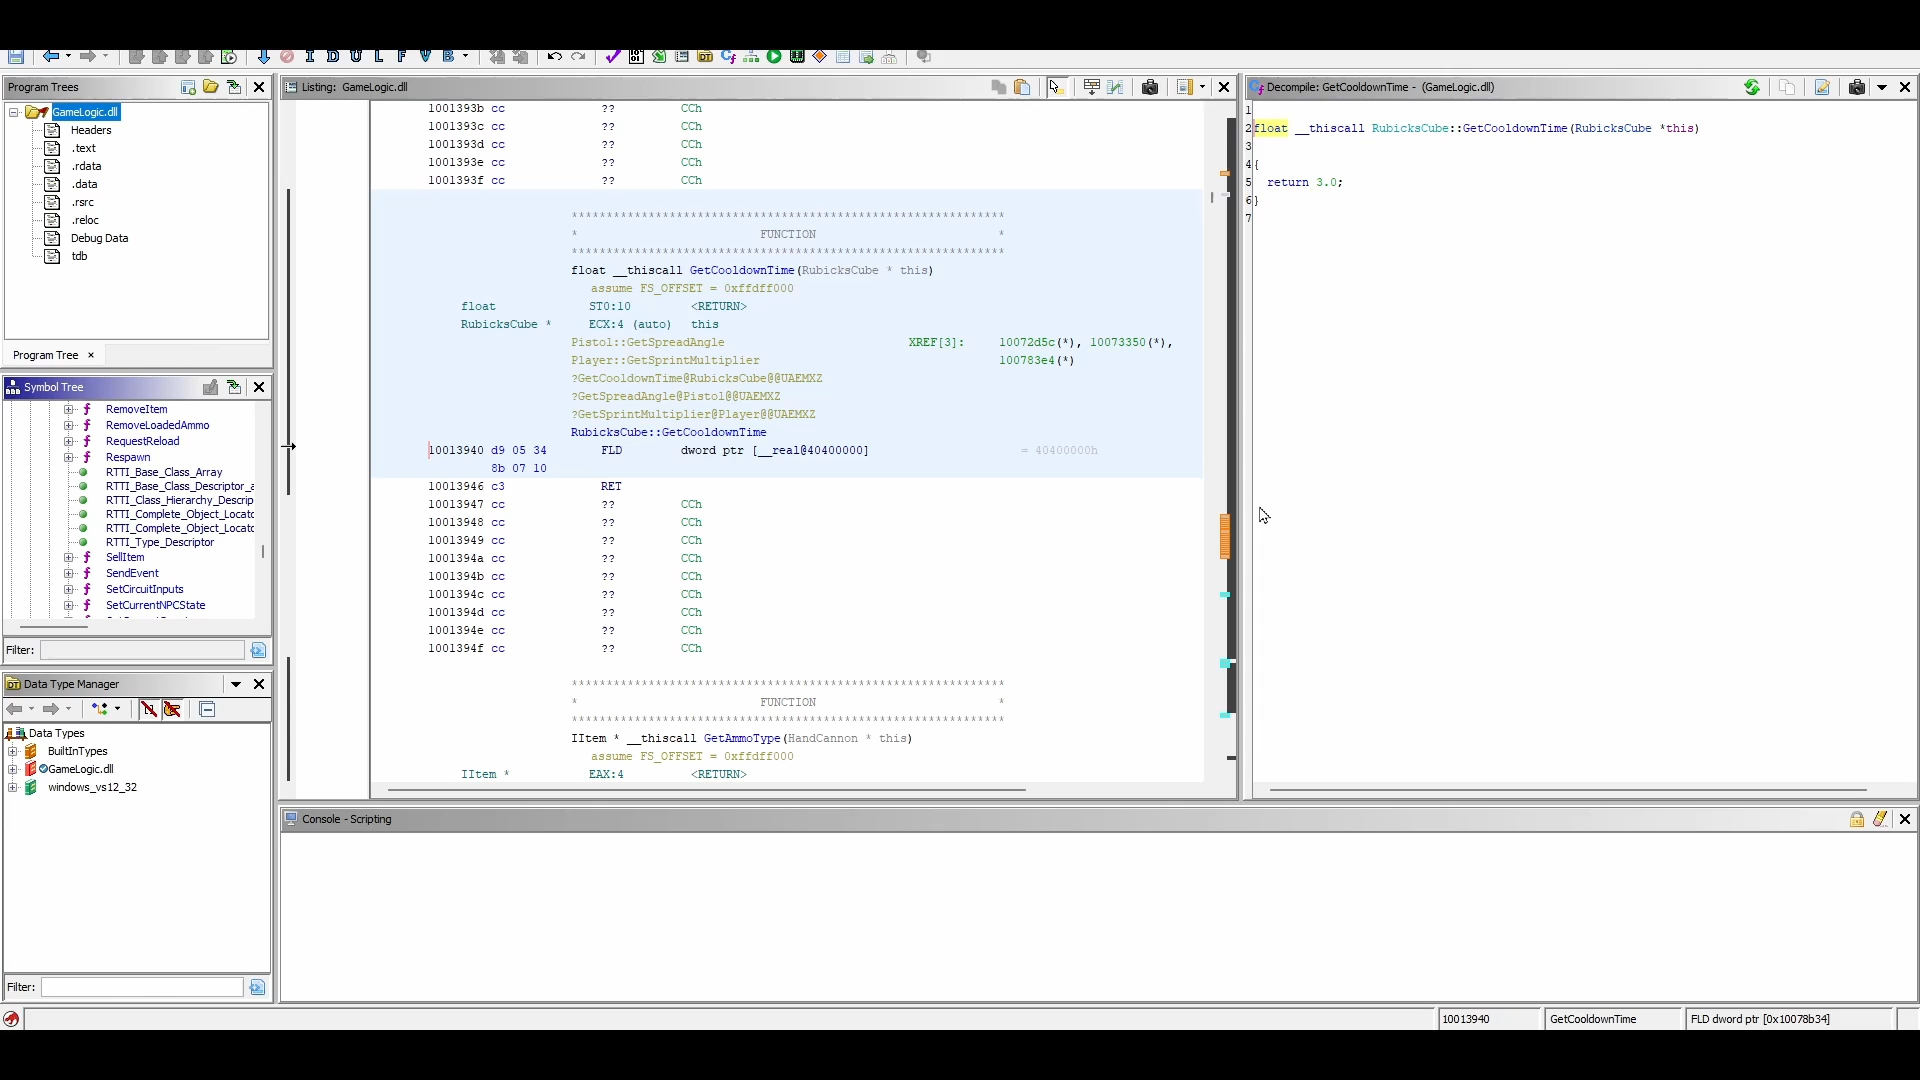 I D U L F V B
Program Trees
GameLogic.dll
Headers
.text
.rdata
.data
.rsrc
.reloc
Debug Data
tdb
Program Tree ×
Symbol Tree
RemoveItem
RemoveLoadedAmmo
RequestReload
Respawn
RTTI_Base_Class_Array
RTTI_Base_Class_Descriptor_a
RTTI_Class_Hierarchy_Descrip
RTTI_Complete_Object_Locato
RTTI_Complete_Object_Locato
RTTI_Type_Descriptor
SellItem
SendEvent
SetCircuitInputs
SetCurrentNPCState
Filter:
Data Type Manager
Data Types
BuiltInTypes
GameLogic.dll
windows_vs12_32
Filter:
Listing: GameLogic.dll
1001393b cc ?? CCh
1001393c cc ?? CCh
1001393d cc ?? CCh
1001393e cc ?? CCh
1001393f cc ?? CCh
**************************************************************
* FUNCTION *
**************************************************************
float __thiscall GetCooldownTime(RubicksCube * this)
assume FS_OFFSET = 0xffdff000
float ST0:10 <RETURN>
RubicksCube * ECX:4 (auto) this
Pistol::GetSpreadAngle XREF[3]: 10072d5c(*), 10073350(*),
Player::GetSprintMultiplier 100783e4(*)
?GetCooldownTime@RubicksCube@@UAEMXZ
?GetSpreadAngle@Pistol@@UAEMXZ
?GetSprintMultiplier@Player@@UAEMXZ
RubicksCube::GetCooldownTime
10013940 d9 05 34 FLD dword ptr [__real@40400000] = 40400000h
8b 07 10
10013946 c3 RET
10013947 cc ?? CCh
10013948 cc ?? CCh
10013949 cc ?? CCh
1001394a cc ?? CCh
1001394b cc ?? CCh
1001394c cc ?? CCh
1001394d cc ?? CCh
1001394e cc ?? CCh
1001394f cc ?? CCh
**************************************************************
* FUNCTION *
**************************************************************
IItem * __thiscall GetAmmoType(HandCannon * this)
assume FS_OFFSET = 0xffdff000
IItem * EAX:4 <RETURN>
Decompile: GetCooldownTime - (GameLogic.dll)
1
2 float __thiscall RubicksCube::GetCooldownTime(RubicksCube *this)
3
4 {
5 return 3.0;
6 }
7
Console - Scripting
10013940 GetCooldownTime FLD dword ptr [0x10078b34]